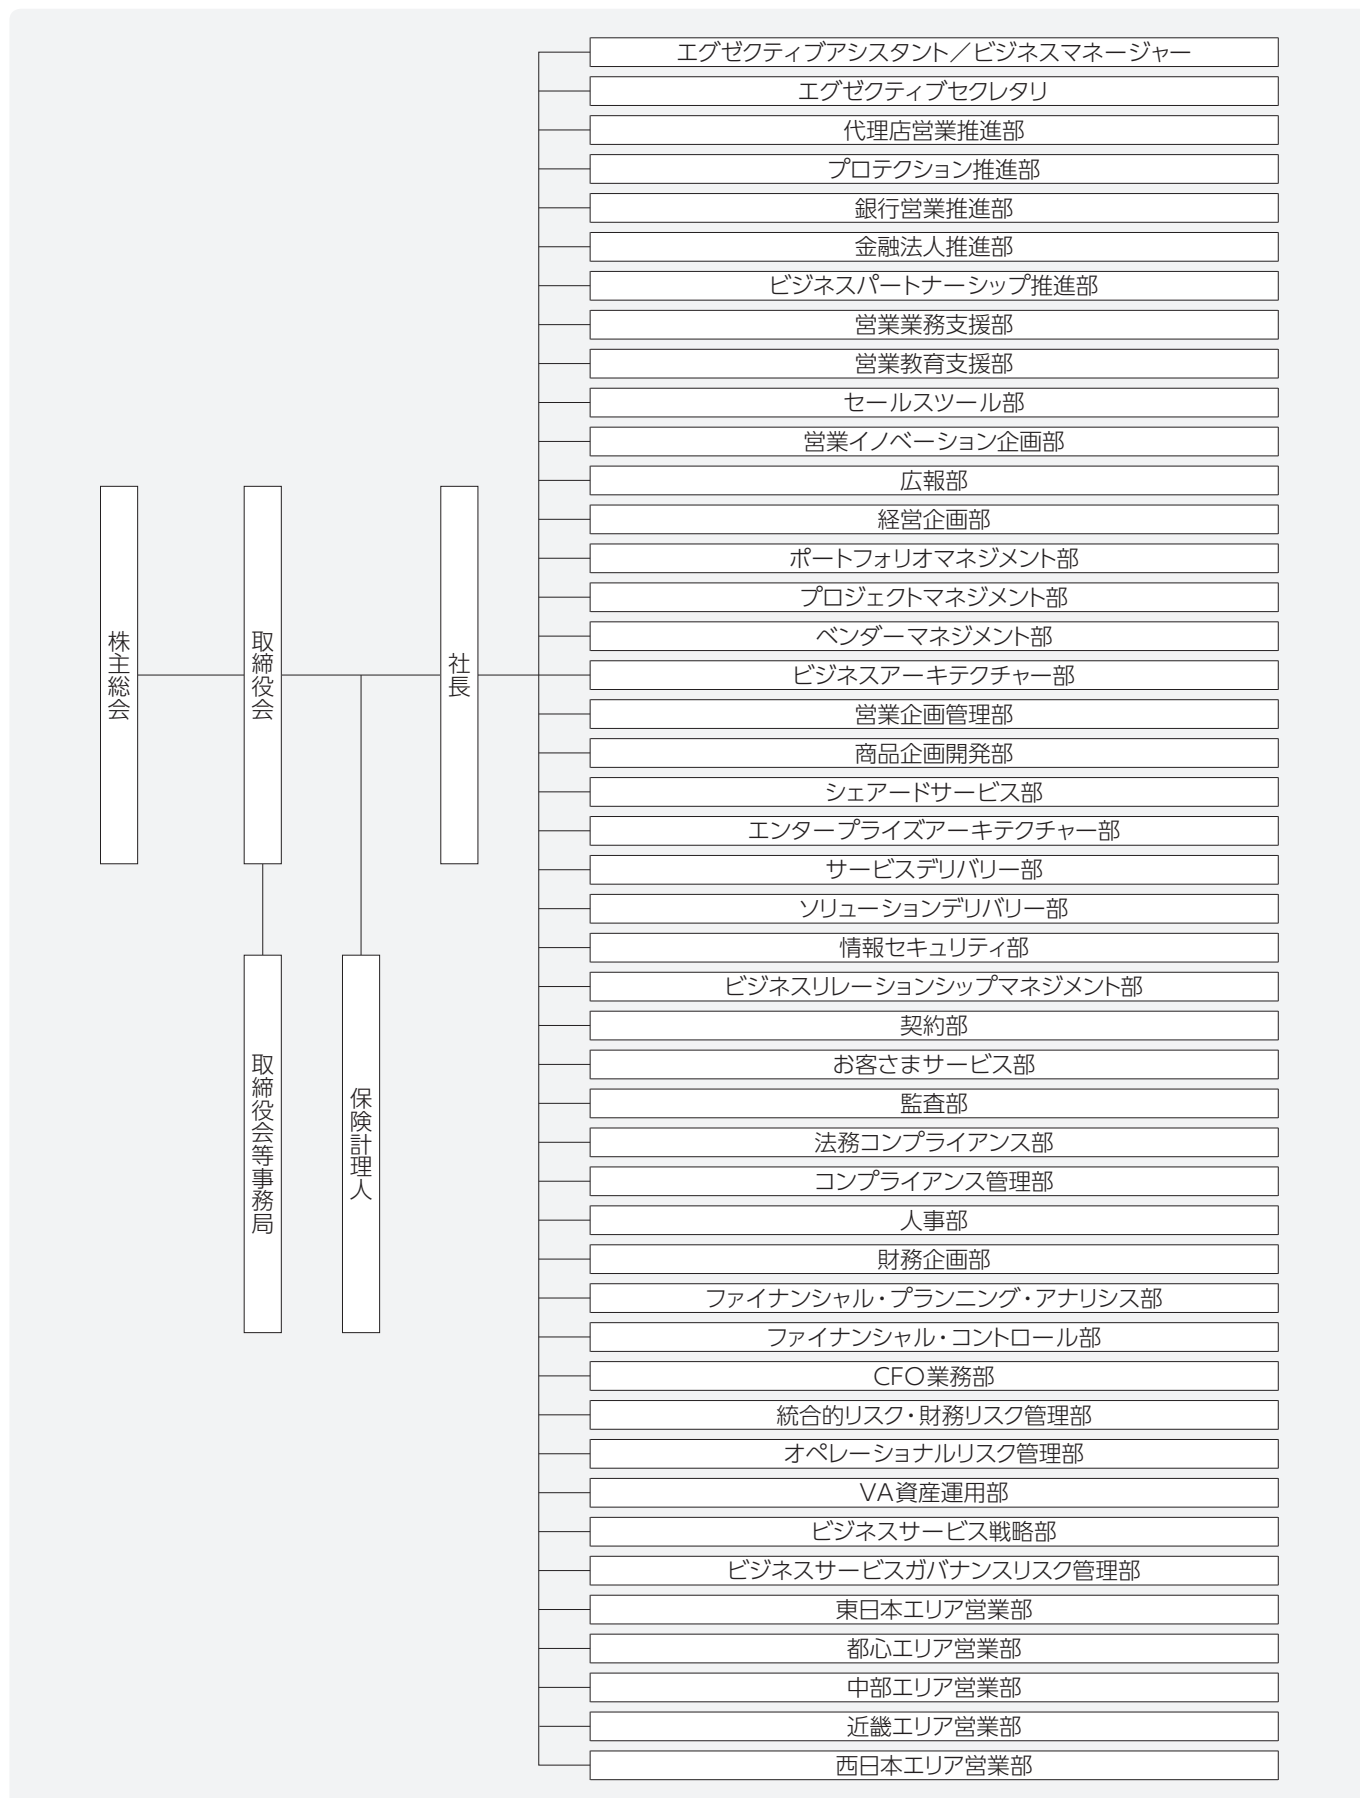 株主総会
取締役会
取締役会等事務局
保険計理人
社長
エグゼクティブアシスタント／ビジネスマネージャー
エグゼクティブセクレタリ
代理店営業推進部
プロテクション推進部
銀行営業推進部
金融法人推進部
ビジネスパートナーシップ推進部
営業業務支援部
営業教育支援部
セールスツール部
営業イノベーション企画部
広報部
経営企画部
ポートフォリオマネジメント部
プロジェクトマネジメント部
ベンダーマネジメント部
ビジネスアーキテクチャー部
営業企画管理部
商品企画開発部
シェアードサービス部
エンタープライズアーキテクチャー部
サービスデリバリー部
ソリューションデリバリー部
情報セキュリティ部
ビジネスリレーションシップマネジメント部
契約部
お客さまサービス部
監査部
法務コンプライアンス部
コンプライアンス管理部
人事部
財務企画部
ファイナンシャル・プランニング・アナリシス部
ファイナンシャル・コントロール部
CFO業務部
統合的リスク・財務リスク管理部
オペレーショナルリスク管理部
VA資産運用部
ビジネスサービス戦略部
ビジネスサービスガバナンスリスク管理部
東日本エリア営業部
都心エリア営業部
中部エリア営業部
近畿エリア営業部
西日本エリア営業部